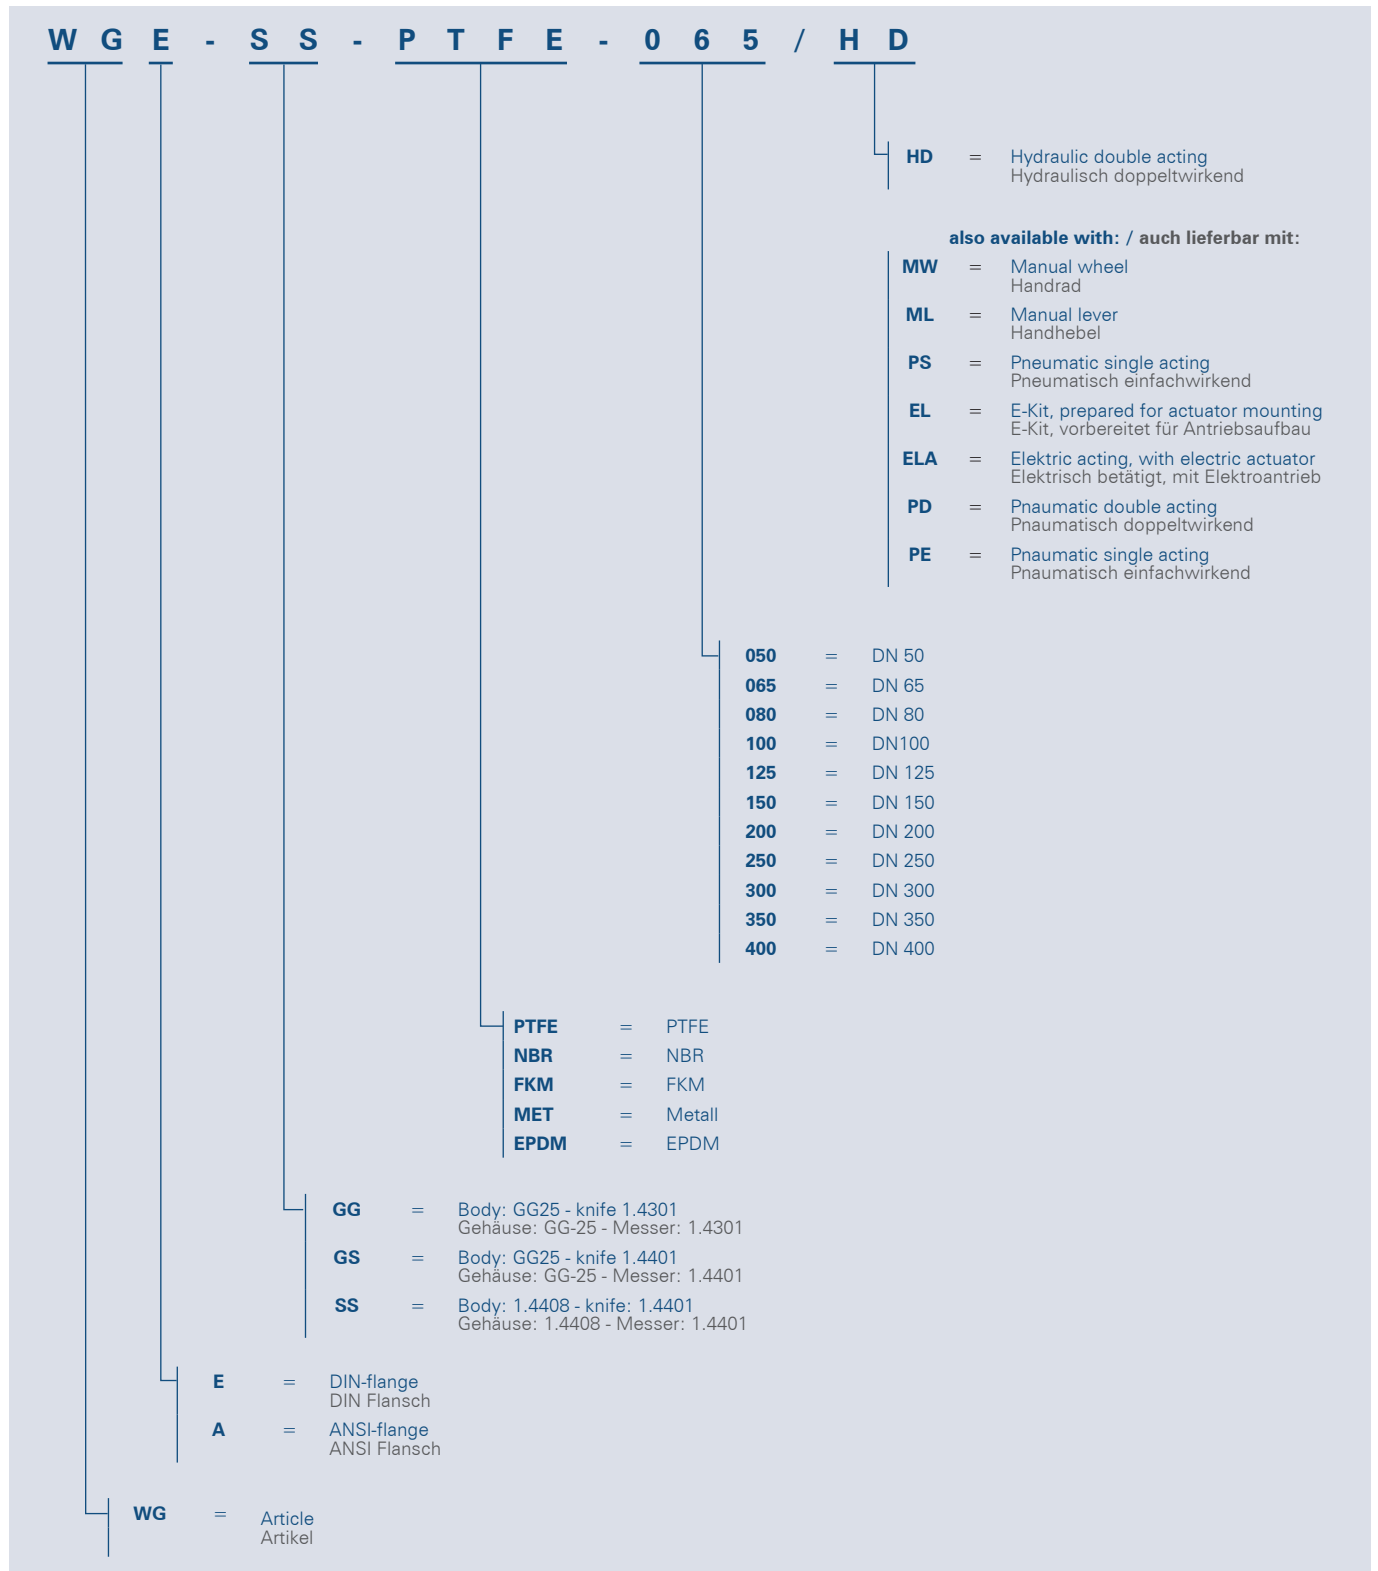 WGE-SS-PTFE-065/HD
HD = Hydraulic double acting
Hydraulisch doppeltwirkend
also available with: / auch lieferbar mit:
MW = Manual wheel
Handrad
ML = Manual lever
Handhebel
PS = Pneumatic single acting
Pneumatisch einfachwirkend
EL = E-Kit, prepared for actuator mounting
E-Kit, vorbereitet für Antriebsaufbau
ELA = Elektric acting, with electric actuator
Elektrisch betätigt, mit Elektroantrieb
PD = Pnaumatic double acting
Pnaumatisch doppeltwirkend
PE = Pnaumatic single acting
Pnaumatisch einfachwirkend
050 = DN 50
065 = DN 65
080 = DN 80
100 = DN100
125 = DN 125
150 = DN 150
200 = DN 200
250 = DN 250
300 = DN 300
350 = DN 350
400 = DN 400
PTFE = PTFE
NBR = NBR
FKM = FKM
MET = Metall
EPDM = EPDM
GG = Body: GG25 - knife 1.4301
Gehäuse: GG-25 - Messer: 1.4301
GS = Body: GG25 - knife 1.4401
Gehäuse: GG-25 - Messer: 1.4401
SS = Body: 1.4408 - knife: 1.4401
Gehäuse: 1.4408 - Messer: 1.4401
E = DIN-flange
DIN Flansch
A = ANSI-flange
ANSI Flansch
WG = Article
Artikel